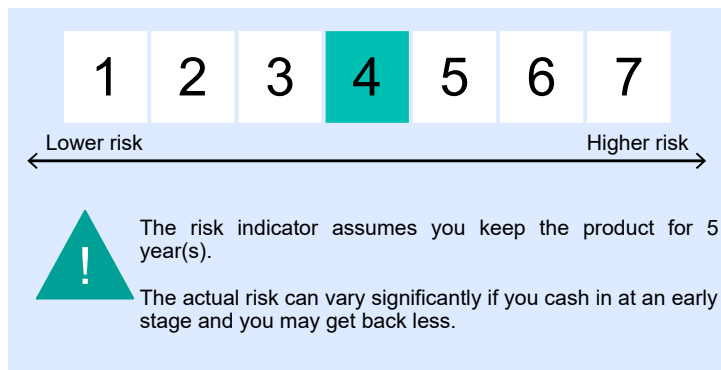 1 2 3 4 5 6 7
Lower risk Higher risk
The risk indicator assumes you keep the product for 5
year(s).
!
The actual risk can vary significantly if you cash in at an early
stage and you may get back less.